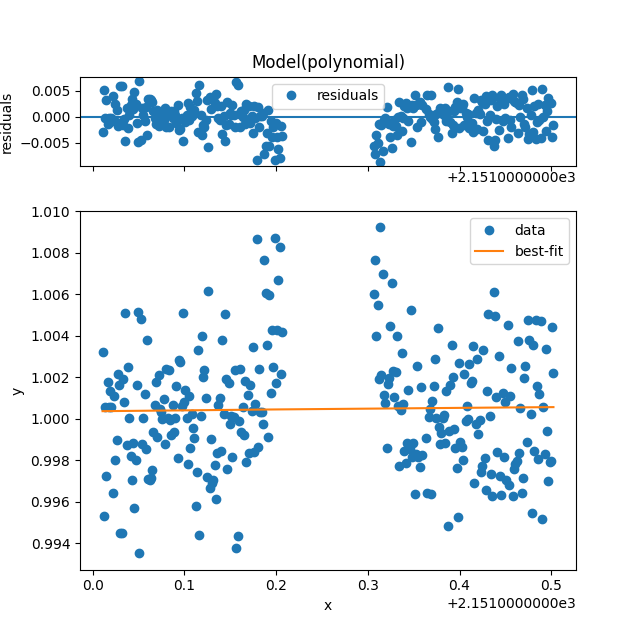 Model(polynomial)
residuals
0.005
0.000
−0.005
residuals
+2.1510000000e3
1.010
1.008
1.006
1.004
1.002
1.000
0.998
0.996
0.994
y
data
best-fit
0.0 0.1 0.2 0.3 0.4 0.5
x
+2.1510000000e3